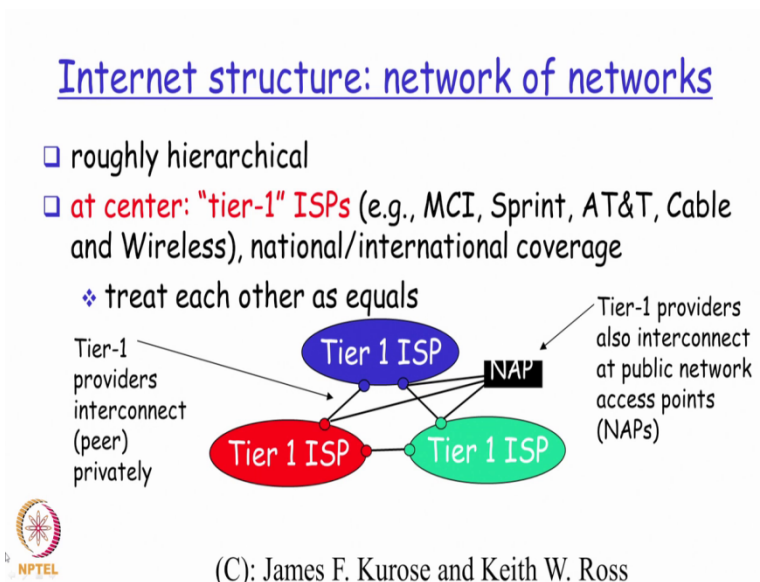 Internet structure: network of networks
roughly hierarchical
at center: "tier-1" ISPs (e.g., MCI, Sprint, AT&T, Cable
and Wireless), national/international coverage
treat each other as equals
Tier-1
providers
interconnect
(peer)
privately
Tier 1 ISP
NAP
Tier-1 providers
also interconnect
at public network
access points
(NAPs)
Tier 1 ISP
Tier 1 ISP
NPTEL
(C): James F. Kurose and Keith W. Ross